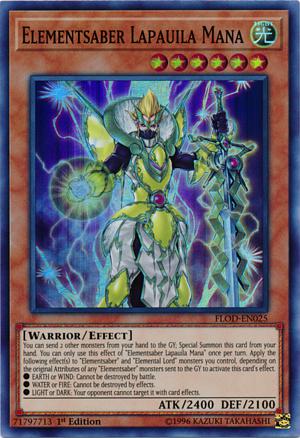 Elementsaber Lapauila Mana
LIGHT
光
FLOD-EN025
[Warrior/Effect]
You can send 2 other monsters from your hand to the GY; Special Summon this card from your
hand. You can only use this effect of "Elementsaber Lapauila Mana" once per turn. Apply
following effect(s) to "Elementsaber" and "Elemental Lord" monsters you control, depending on
the original Attributes of any "Elementsaber" monsters sent to the GY to activate this card's effect.
● EARTH or WIND: Cannot be destroyed by battle.
● WATER or FIRE: Cannot be destroyed by effects.
● LIGHT or DARK: Your opponent cannot target it with card effects.
ATK/2400 DEF/2100
71797713 1st Edition ©1996 KAZUKI TAKAHASHI